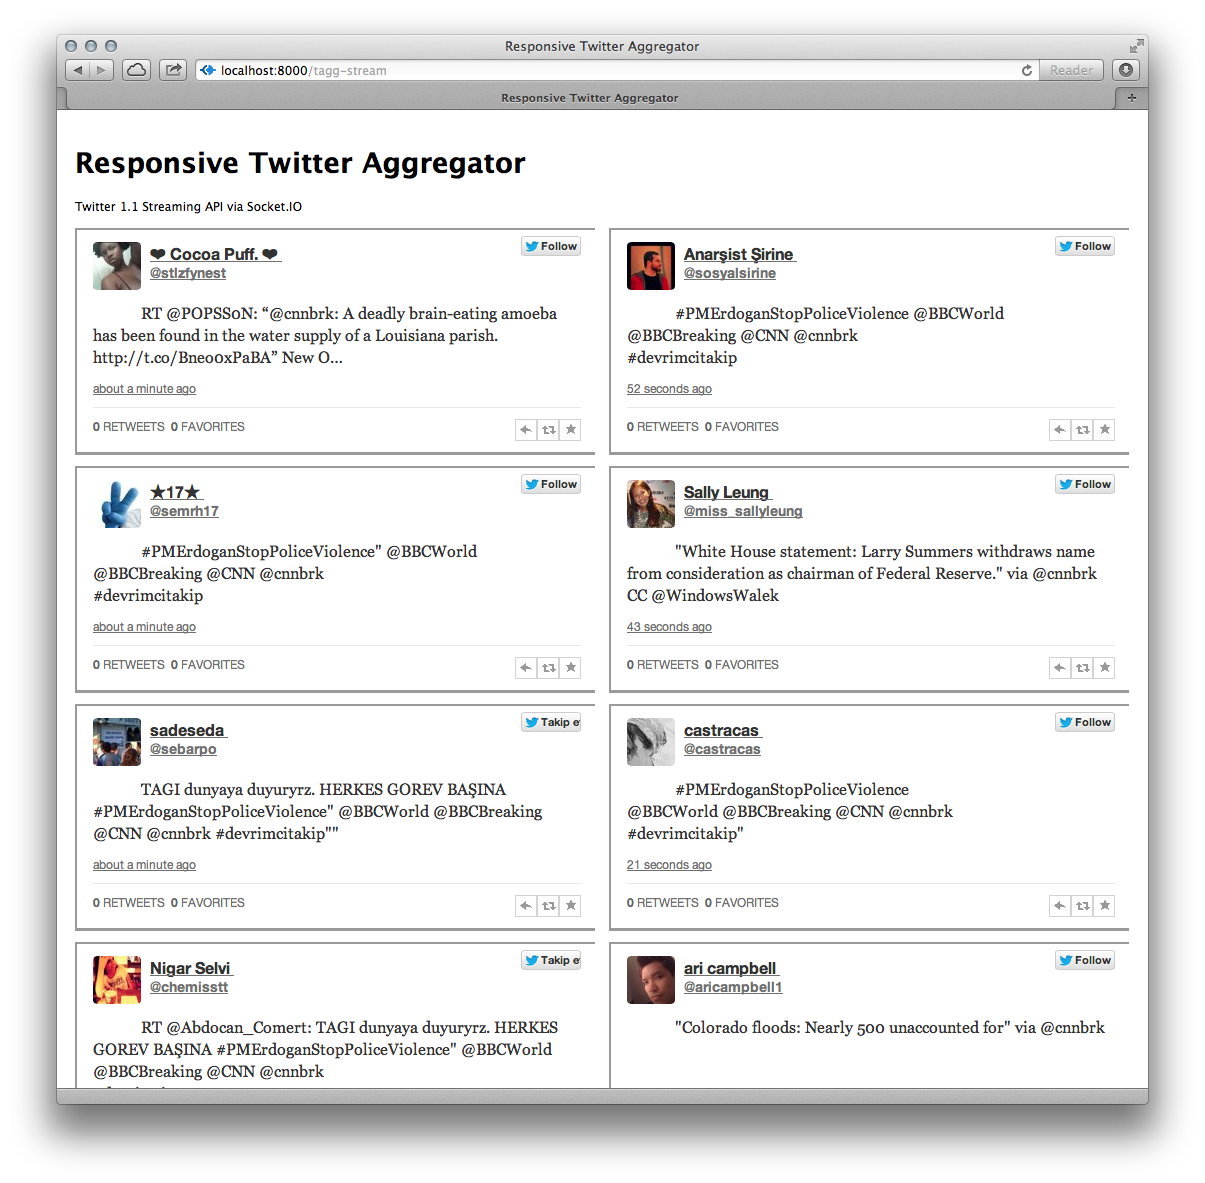 Responsive Twitter Aggregator
localhost:8000/tagg-stream
Reader
Responsive Twitter Aggregator
Responsive Twitter Aggregator
Twitter 1.1 Streaming API via Socket.IO
❤ Cocoa Puff. ❤
@stlzfynest
Follow
RT @POPSSoN: “@cnnbrk: A deadly brain-eating amoeba
has been found in the water supply of a Louisiana parish.
http://t.co/Bneo0xPaBA” New O...
about a minute ago
0 RETWEETS 0 FAVORITES
Anarşist Şirine
@sosyalsirine
Follow
#PMErdoganStopPoliceViolence @BBCWorld
@BBCBreaking @CNN @cnnbrk
#devrimcitakip
52 seconds ago
0 RETWEETS 0 FAVORITES
★17★
@semrh17
Follow
#PMErdoganStopPoliceViolence" @BBCWorld
@BBCBreaking @CNN @cnnbrk
#devrimcitakip
about a minute ago
0 RETWEETS 0 FAVORITES
Sally Leung
@miss_sallyleung
Follow
"White House statement: Larry Summers withdraws name
from consideration as chairman of Federal Reserve." via @cnnbrk
CC @WindowsWalek
43 seconds ago
0 RETWEETS 0 FAVORITES
sadeseda
@sebarpo
Takip e
TAGI dunyaya duyuryrz. HERKES GOREV BAŞINA
#PMErdoganStopPoliceViolence" @BBCWorld @BBCBreaking
@CNN @cnnbrk #devrimcitakip""
about a minute ago
0 RETWEETS 0 FAVORITES
castracas
@castracas
Follow
#PMErdoganStopPoliceViolence
@BBCWorld @BBCBreaking @CNN @cnnbrk
#devrimcitakip"
21 seconds ago
0 RETWEETS 0 FAVORITES
Nigar Selvi
@chemisstt
Takip e
RT @Abdocan_Comert: TAGI dunyaya duyuryrz. HERKES
GOREV BAŞINA #PMErdoganStopPoliceViolence" @BBCWorld
@BBCBreaking @CNN @cnnbrk
ari campbell
@aricampbell1
Follow
"Colorado floods: Nearly 500 unaccounted for" via @cnnbrk